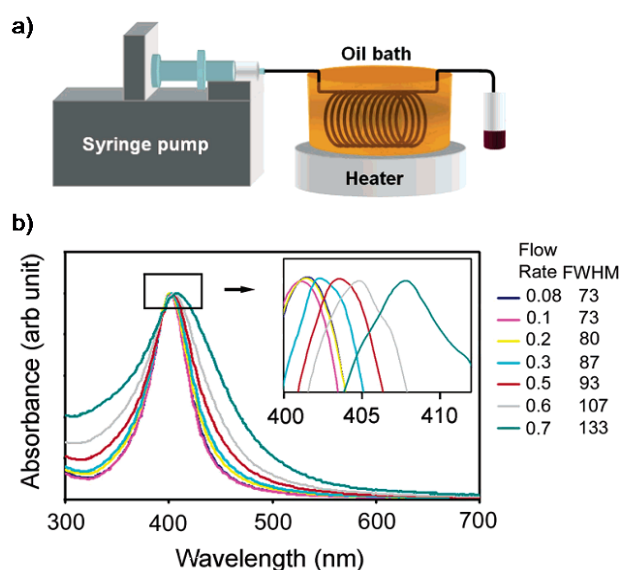 a)
Oil bath
Syringe pump
Heater
b)
Absorbance (arb unit)
Flow
Rate FWHM
0.08 73
0.1 73
0.2 80
0.3 87
0.5 93
0.6 107
0.7 133
400 405 410
300 400 500 600 700
Wavelength (nm)